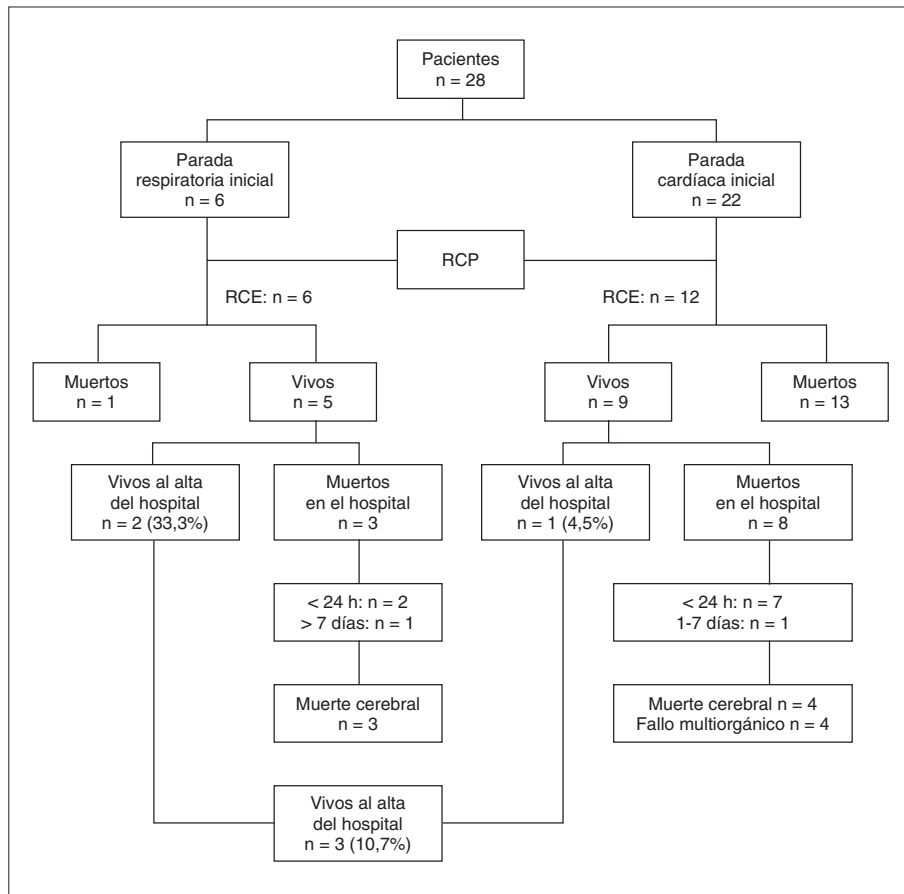 Pacientes
n = 28
Parada
respiratoria inicial
n = 6
Parada
cardíaca inicial
n = 22
RCP
RCE: n = 6
RCE: n = 12
Muertos
n = 1
Vivos
n = 5
Vivos
n = 9
Muertos
n = 13
Vivos al alta
del hospital
n = 2 (33,3%)
Muertos
en el hospital
n = 3
Vivos al alta
del hospital
n = 1 (4,5%)
Muertos
en el hospital
n = 8
< 24 h: n = 2
> 7 días: n = 1
< 24 h: n = 7
1-7 días: n = 1
Muerte cerebral
n = 3
Muerte cerebral n = 4
Fallo multiorgánico n = 4
Vivos al alta
del hospital
n = 3 (10,7%)